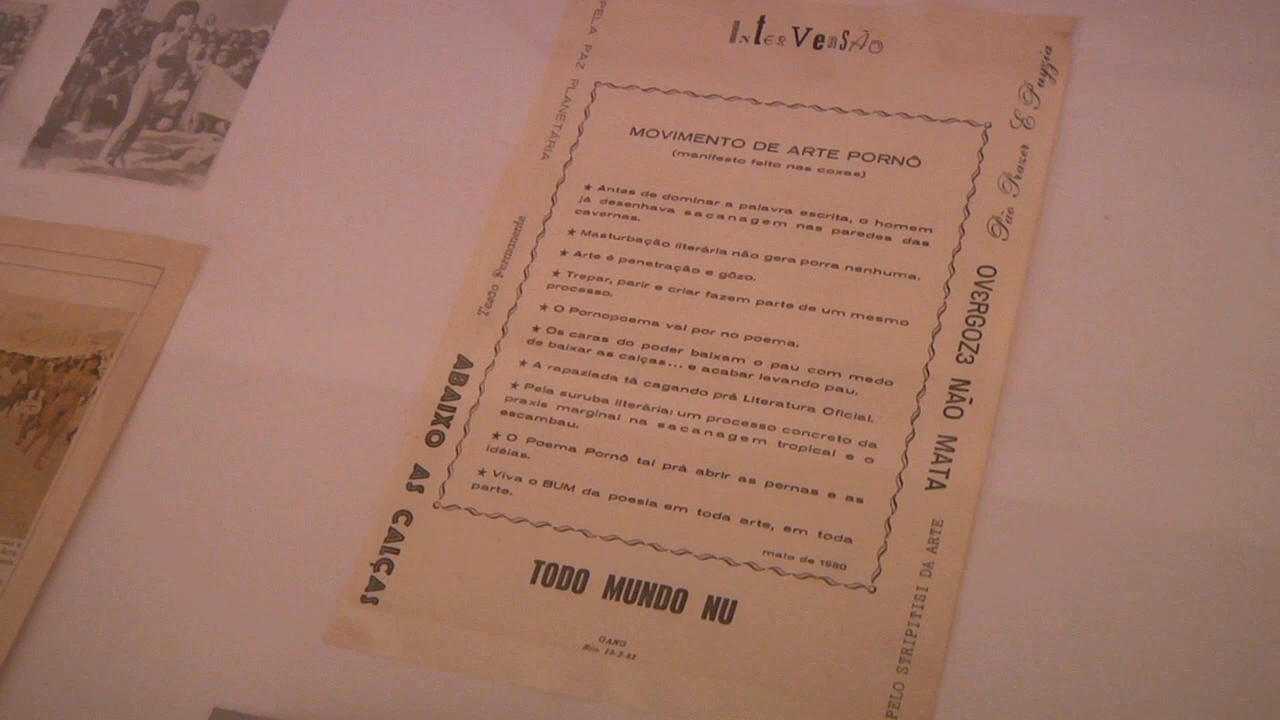 InterVensÃo
MOVIMENTO DE ARTE PORNÔ
(manifesto feito nas coxas)
★ Antes de dominar a palavra escrita, o homem
já desenhava sacanagem nas paredes das
cavernas.
★ Masturbação literária não gera porra nenhuma.
★ Arte é penetração e gôzo.
★ Trepar, parir e criar fazem parte de um mesmo
processo.
★ O Pornopoema vai por no poema.
★ Os caras do poder baixam o pau com medo
de baixar as calças... e acabar levando pau.
★ A rapaziada tá cagando prá Literatura Oficial.
★ Pela suruba literária: um processo concreto da
praxis marginal na sacanagem tropical e o
escambau.
★ O Poema Pornô tai prá abrir as pernas e as
idéias.
★ Viva o BUM da poesia em toda arte, em toda
parte.
maio de 1980
TODO MUNDO NU
GANG
PELA PAZ PLANETÁRIA
Tesão Permanente
ABAIXO AS CALÇAS
Pão Prazer E Puyzia
OVERGOZ3 NÃO MATA
PELO STRIPITISI DA ARTE